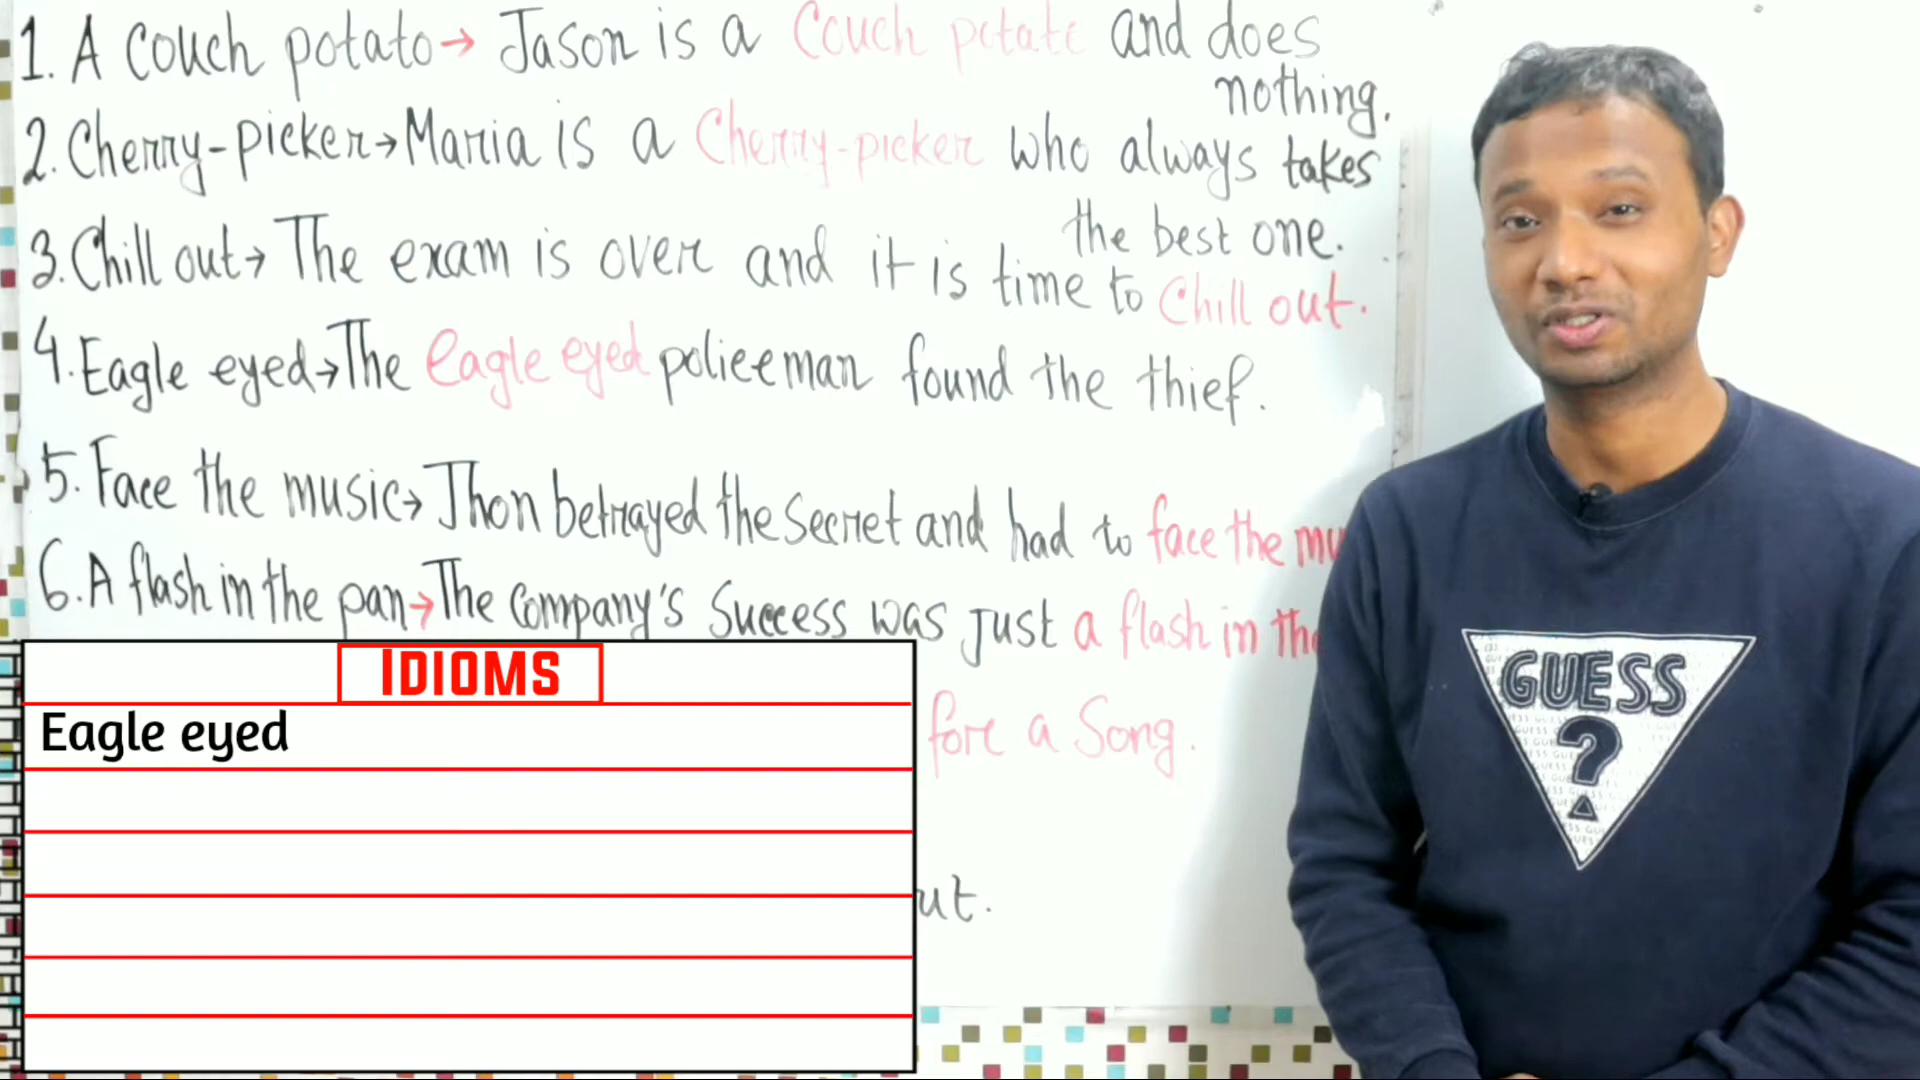 1. A couch potato→ Jason is a Couch potato and does
nothing.
2. Cherry-picker→Maria is a Cherry-picker who always takes
the best one.
3. Chill out→ The exam is over and it is time to Chill out.
4. Eagle eyed→The eagle eyed policeman found the thief.
5. Face the music→ Jhon betrayed the secret and had to face the mu
6. A flash in the pan→The Company's Success was just a flash in the
IDIOMS
Eagle eyed
for a Song.
ut.
GUESS
?